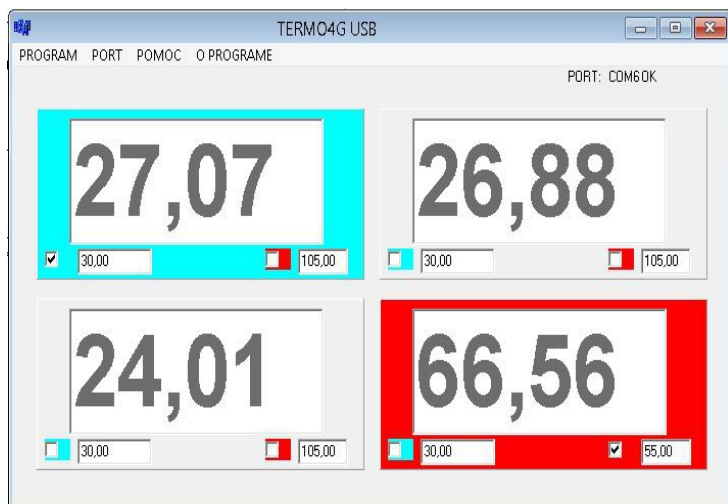 TERMO4G USB
PROGRAM PORT POMOC O PROGRAME
PORT: COM6 OK
27,07 26,88
30,00 105,00 30,00 105,00
24,01 66,56
30,00 105,00 30,00 55,00